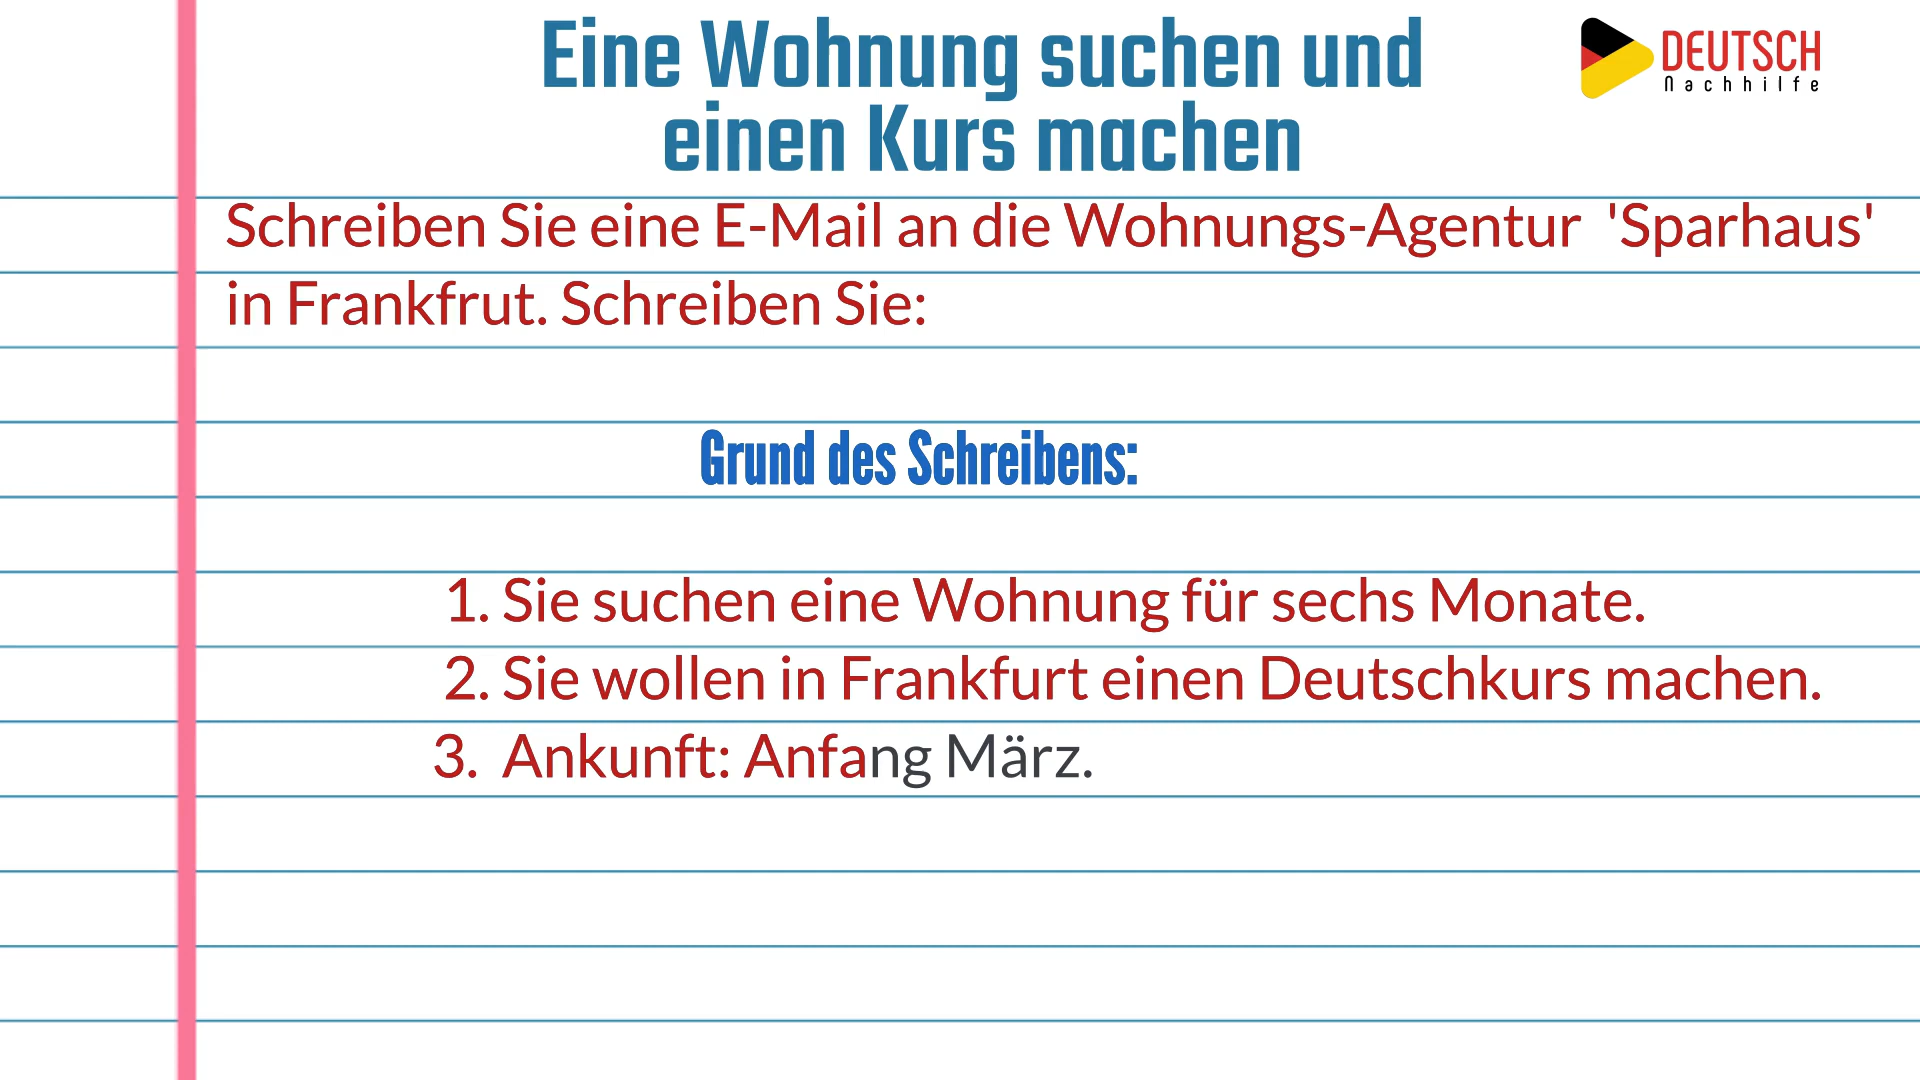 Eine Wohnung suchen und
einen Kurs machen
DEUTSCH
Nachhilfe
Schreiben Sie eine E-Mail an die Wohnungs-Agentur 'Sparhaus'
in Frankfrut. Schreiben Sie:
Grund des Schreibens:
1. Sie suchen eine Wohnung für sechs Monate.
2. Sie wollen in Frankfurt einen Deutschkurs machen.
3. Ankunft: Anfang März.